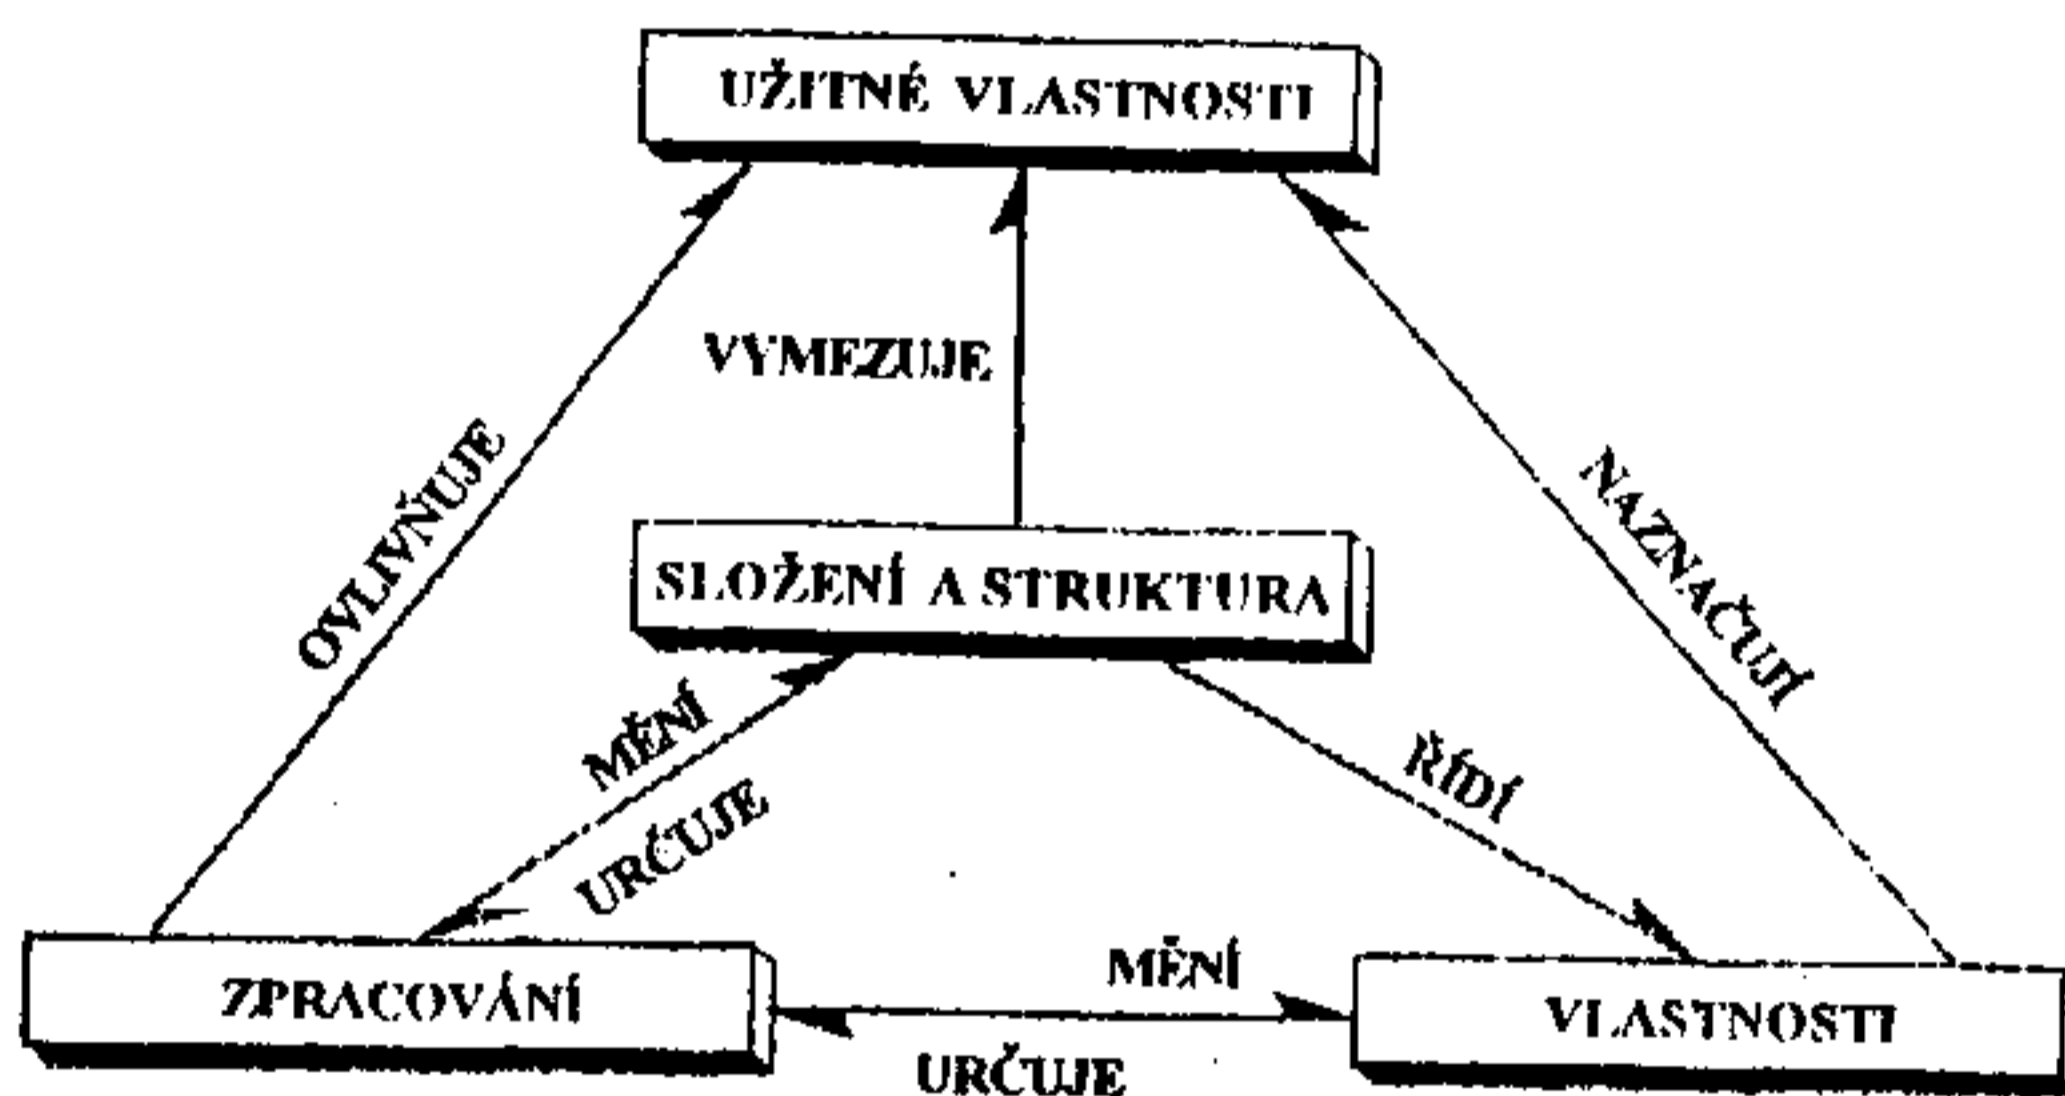 UŽITNÉ VLASTNOSTI
VYMEZUJE
OVLIVŇUJE
NAZNAČUJÍ
SLOŽENÍ A STRUKTURA
MĚNÍ
URČUJE
ŘÍDÍ
ZPRACOVÁNÍ
MĚNÍ
URČUJE
VLASTNOSTI